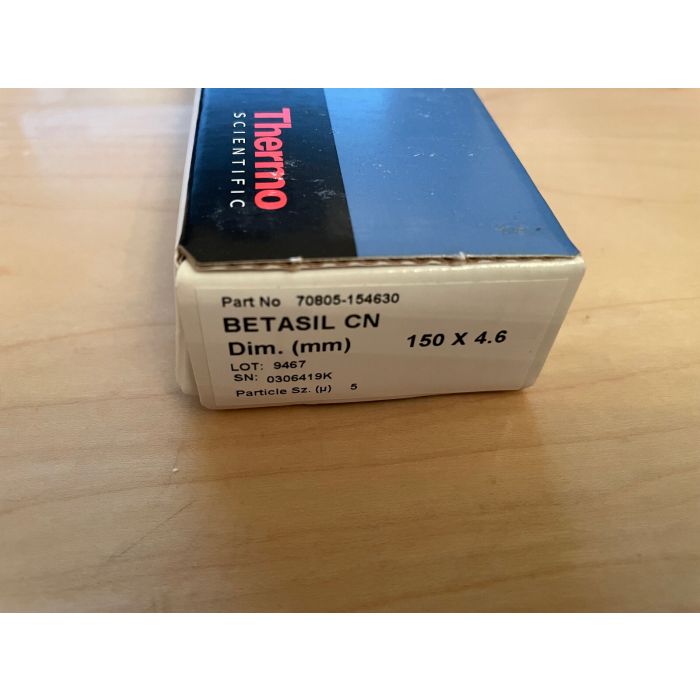 Thermo
SCIENTIFIC
Part No 70805-154630
BETASIL CN
Dim. (mm) 150 X 4.6
LOT: 9467
SN: 0306419K
Particle Sz. (µ) 5